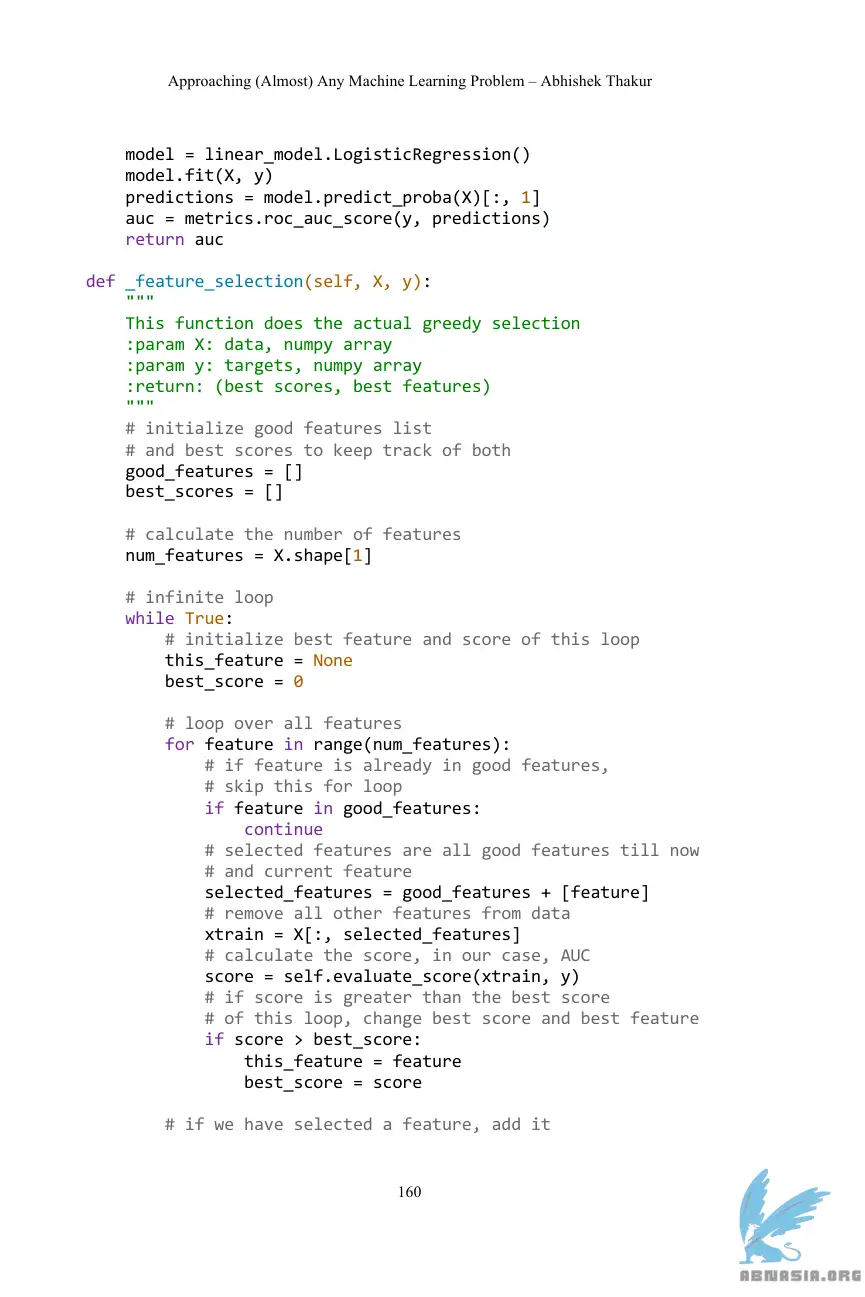 Approaching (Almost) Any Machine Learning Problem – Abhishek Thakur
model = linear_model.LogisticRegression()
model.fit(X, y)
predictions = model.predict_proba(X)[:, 1]
auc = metrics.roc_auc_score(y, predictions)
return auc
def _feature_selection(self, X, y):
"""
This function does the actual greedy selection
:param X: data, numpy array
:param y: targets, numpy array
:return: (best scores, best features)
"""
# initialize good features list
# and best scores to keep track of both
good_features = []
best_scores = []
# calculate the number of features
num_features = X.shape[1]
# infinite loop
while True:
# initialize best feature and score of this loop
this_feature = None
best_score = 0
# loop over all features
for feature in range(num_features):
# if feature is already in good features,
# skip this for loop
if feature in good_features:
continue
# selected features are all good features till now
# and current feature
selected_features = good_features + [feature]
# remove all other features from data
xtrain = X[:, selected_features]
# calculate the score, in our case, AUC
score = self.evaluate_score(xtrain, y)
# if score is greater than the best score
# of this loop, change best score and best feature
if score > best_score:
this_feature = feature
best_score = score
# if we have selected a feature, add it
160
ABNASIA.ORG